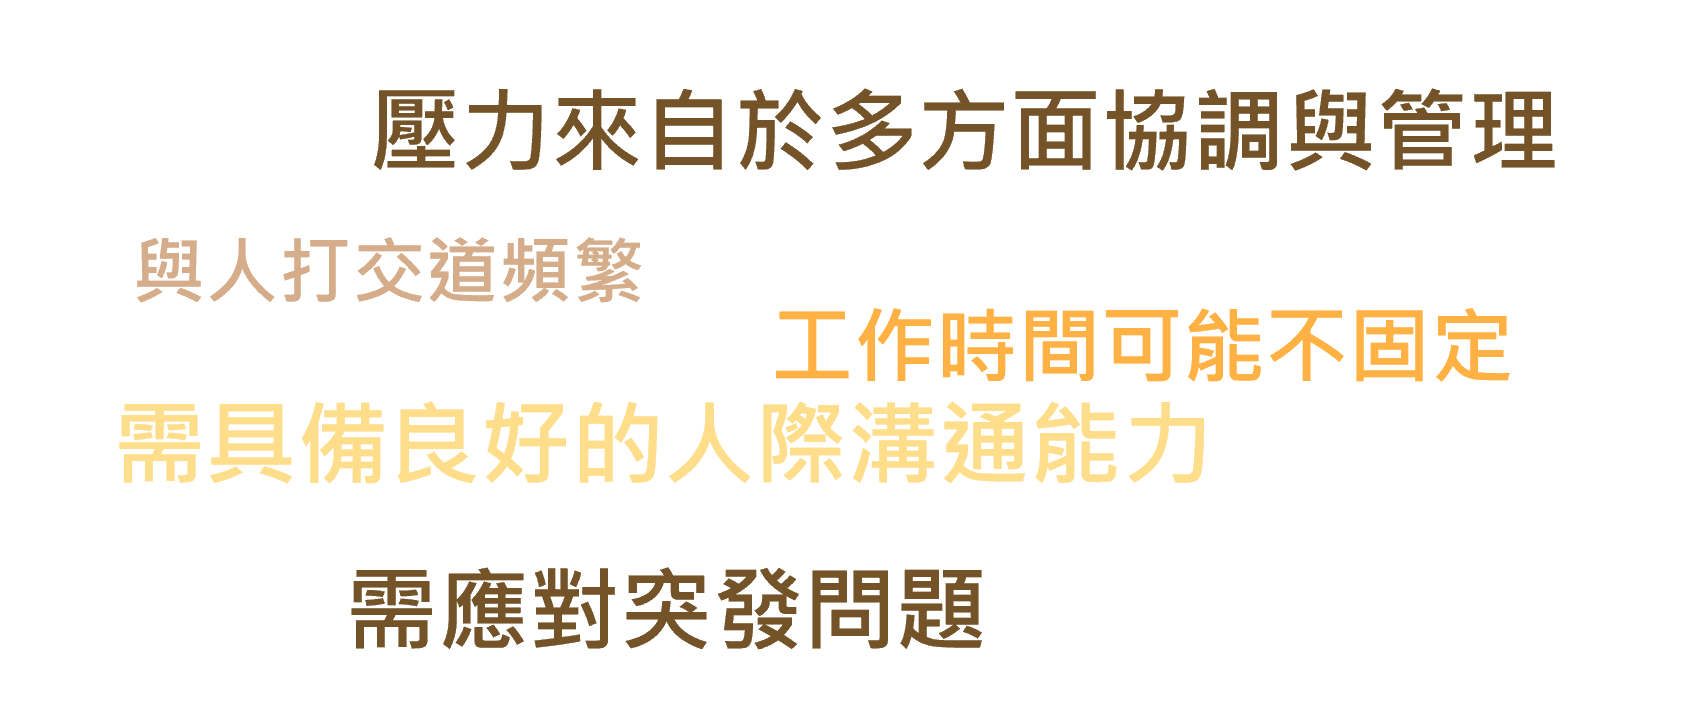 壓力來自於多方面協調與管理
與人打交道頻繁
工作時間可能不固定
需具備良好的人際溝通能力
需應對突發問題